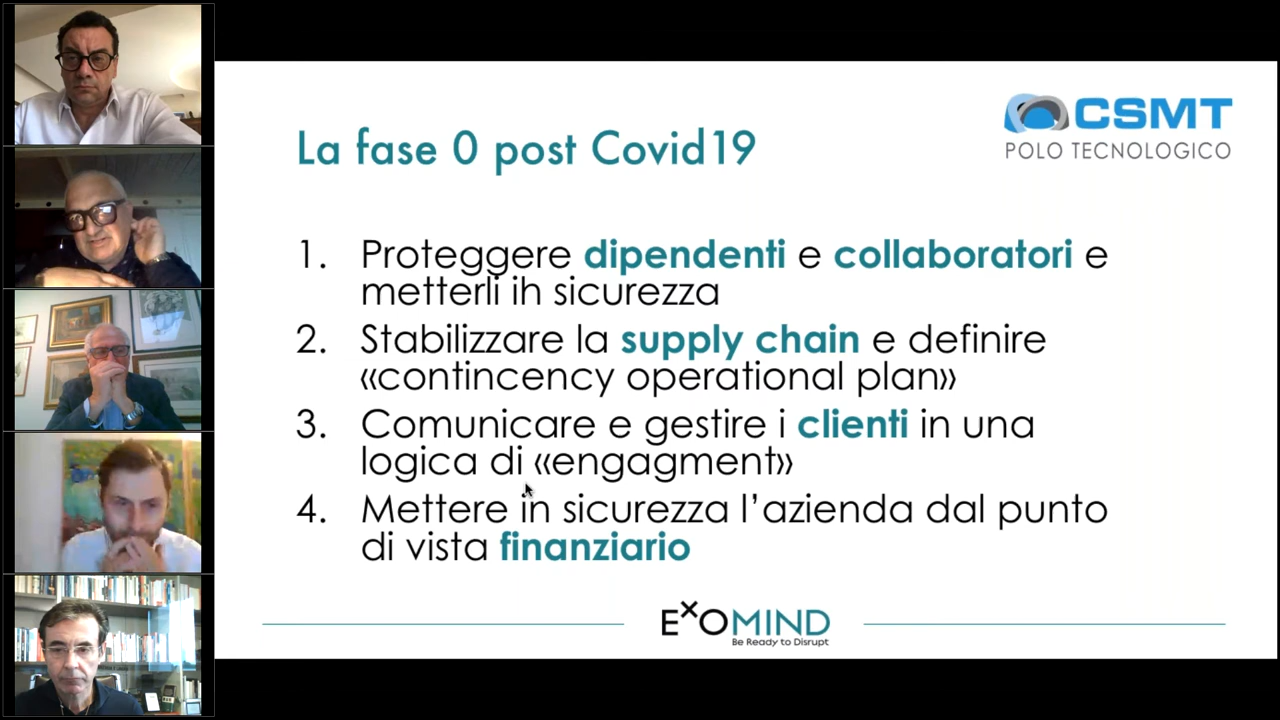 CSMT
POLO TECNOLOGICO
La fase 0 post Covid19
1. Proteggere dipendenti e collaboratori e
metterli ih sicurezza
2. Stabilizzare la supply chain e definire
«contincency operational plan»
3. Comunicare e gestire i clienti in una
logica di «engagment»
4. Mettere in sicurezza l’azienda dal punto
di vista finanziario
EXOMIND
Be Ready to Disrupt